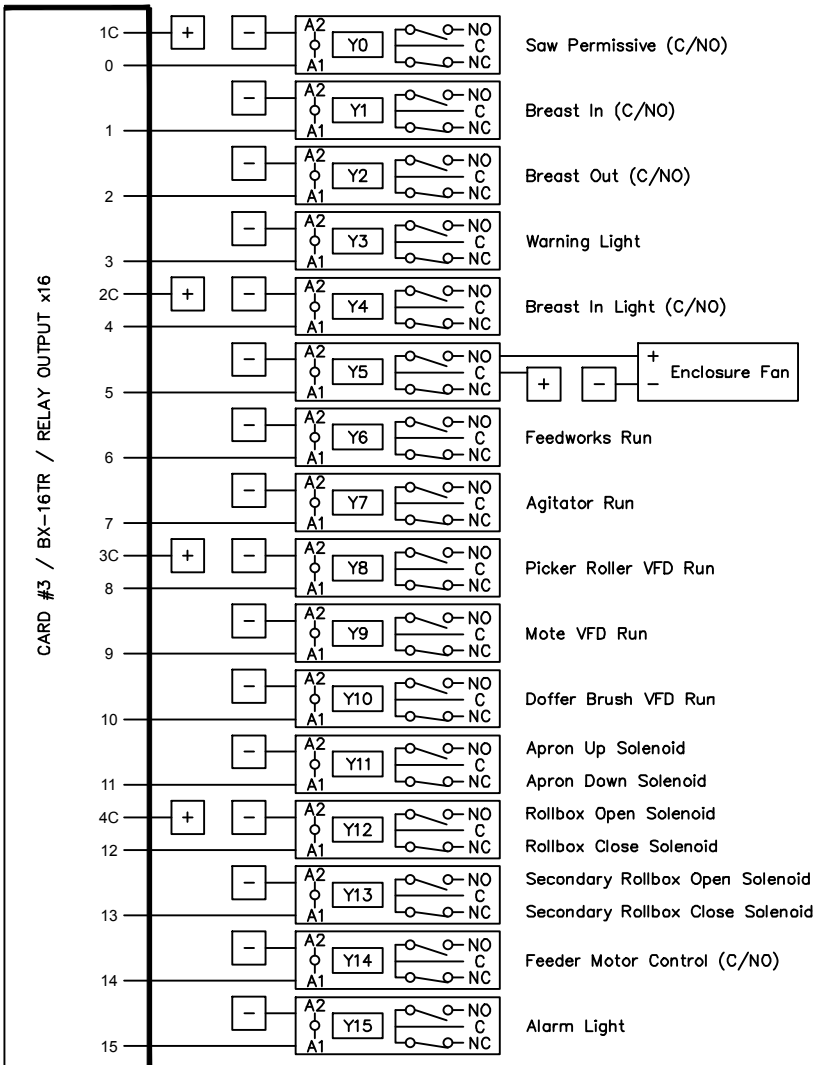 CARD #3 / BX-16TR / RELAY OUTPUT x16
1C + − A2 NO
Y0 C Saw Permissive (C/NO)
0 A1 NC
− A2 NO
Y1 C Breast In (C/NO)
1 A1 NC
− A2 NO
Y2 C Breast Out (C/NO)
2 A1 NC
− A2 NO
Y3 C Warning Light
3 A1 NC
2C + − A2 NO
Y4 C Breast In Light (C/NO)
4 A1 NC
− A2 NO +
Y5 C + − − Enclosure Fan
5 A1 NC
− A2 NO
Y6 C Feedworks Run
6 A1 NC
− A2 NO
Y7 C Agitator Run
7 A1 NC
3C + − A2 NO
Y8 C Picker Roller VFD Run
8 A1 NC
− A2 NO
Y9 C Mote VFD Run
9 A1 NC
− A2 NO
Y10 C Doffer Brush VFD Run
10 A1 NC
− A2 NO Apron Up Solenoid
Y11 C
11 A1 NC Apron Down Solenoid
4C + − A2 NO Rollbox Open Solenoid
Y12 C
12 A1 NC Rollbox Close Solenoid
− A2 NO Secondary Rollbox Open Solenoid
Y13 C
13 A1 NC Secondary Rollbox Close Solenoid
− A2 NO
Y14 C Feeder Motor Control (C/NO)
14 A1 NC
− A2 NO
Y15 C Alarm Light
15 A1 NC